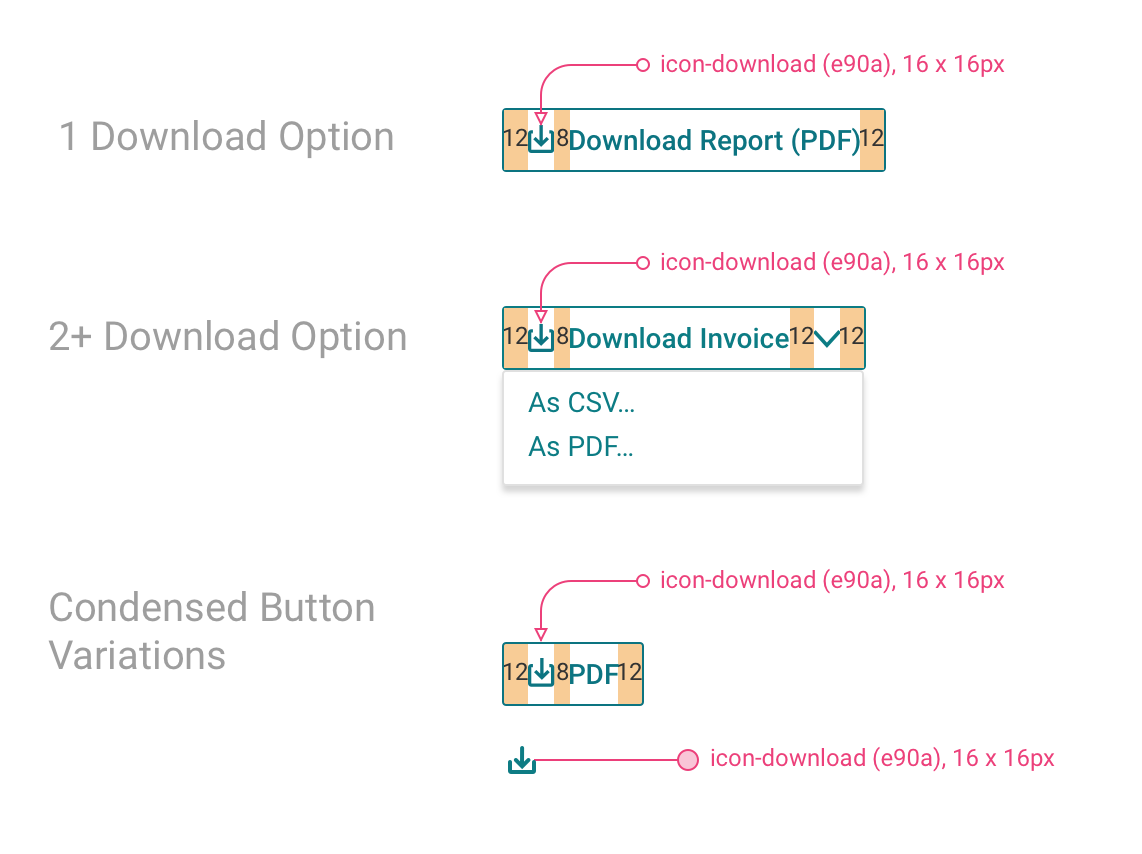 icon-download (e90a), 16 x 16px
1 Download Option
12 8 Download Report (PDF) 12
icon-download (e90a), 16 x 16px
2+ Download Option
12 8 Download Invoice 12 12
As CSV...
As PDF...
icon-download (e90a), 16 x 16px
Condensed Button
Variations
12 8 PDF 12
icon-download (e90a), 16 x 16px